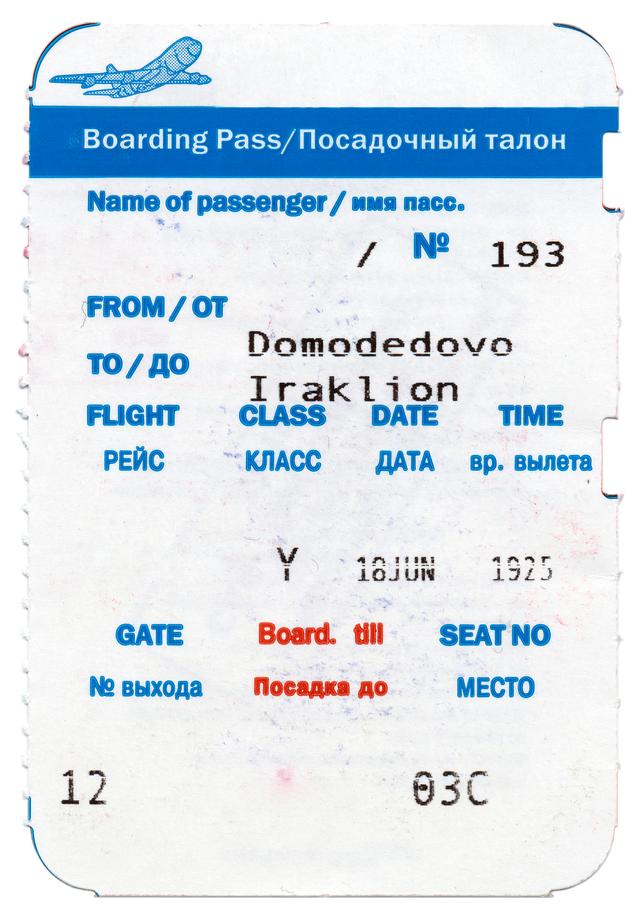 Boarding Pass/Посадочный талон
Name of passenger / имя пасс.
/ № 193
FROM / ОТ
Domodedovo
TO / ДО
Iraklion
FLIGHT CLASS DATE TIME
РЕЙС КЛАСС ДАТА вр. вылета
Y 18JUN 1925
GATE Board. till SEAT NO
№ выхода Посадка до МЕСТО
12 03C